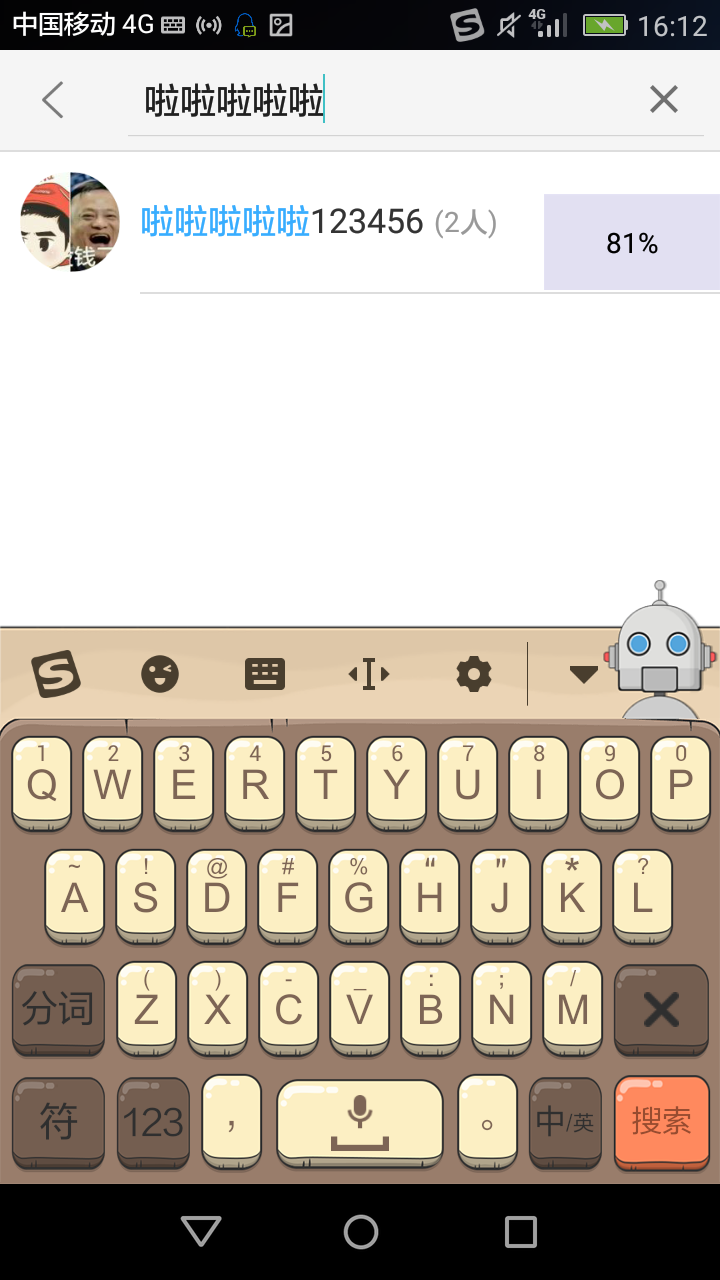 中国移动 4G 4G 16:12
啦啦啦啦啦
啦啦啦啦啦123456 (2人) 81%
钱
1 2 3 4 5 6 7 8 9 0
Q W E R T Y U I O P
~ ! @ # % “ ” * ?
A S D F G H J K L
( ) - _ : ; /
分词 Z X C V B N M
符 123 , 。 中/英 搜索